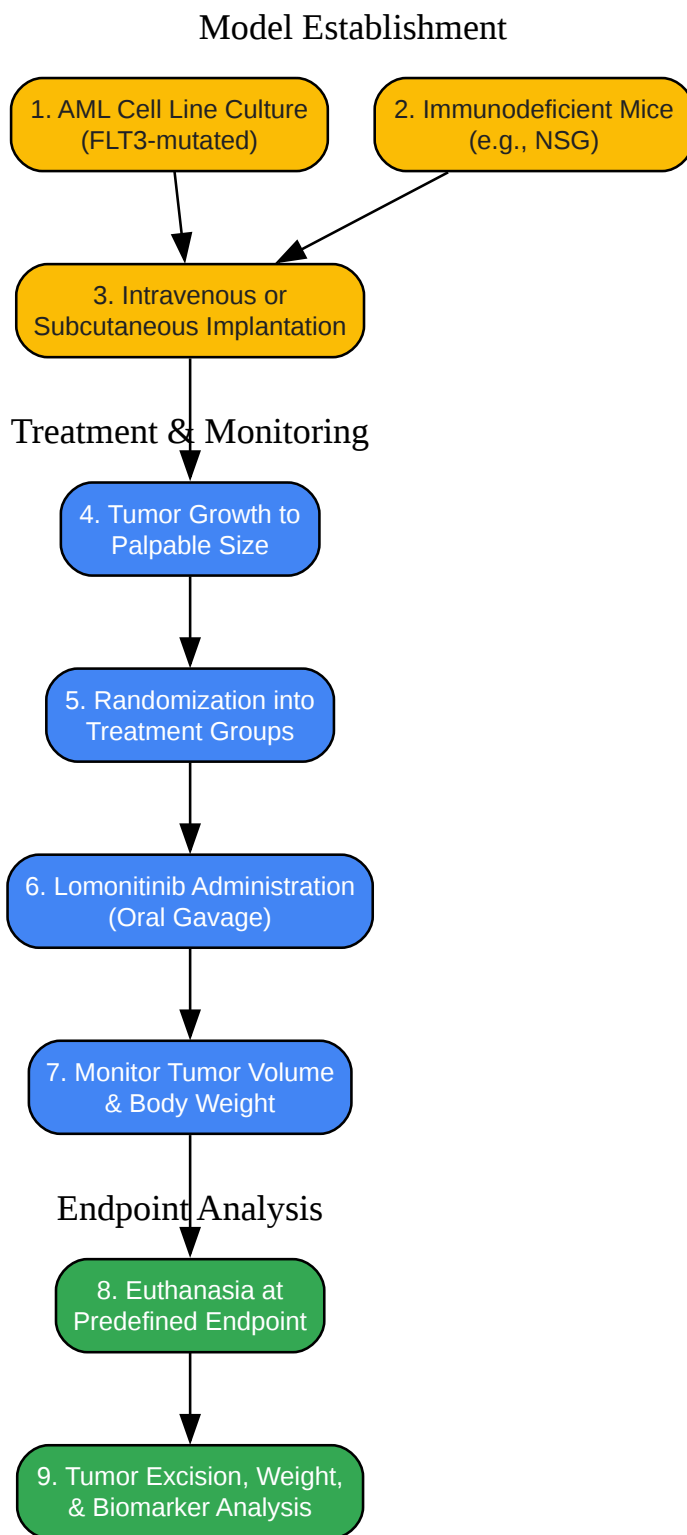 Model Establishment
1. AML Cell Line Culture
(FLT3-mutated)
2. Immunodeficient Mice
(e.g., NSG)
3. Intravenous or
Subcutaneous Implantation
Treatment & Monitoring
4. Tumor Growth to
Palpable Size
5. Randomization into
Treatment Groups
6. Lomonitinib Administration
(Oral Gavage)
7. Monitor Tumor Volume
& Body Weight
Endpoint Analysis
8. Euthanasia at
Predefined Endpoint
9. Tumor Excision, Weight,
& Biomarker Analysis